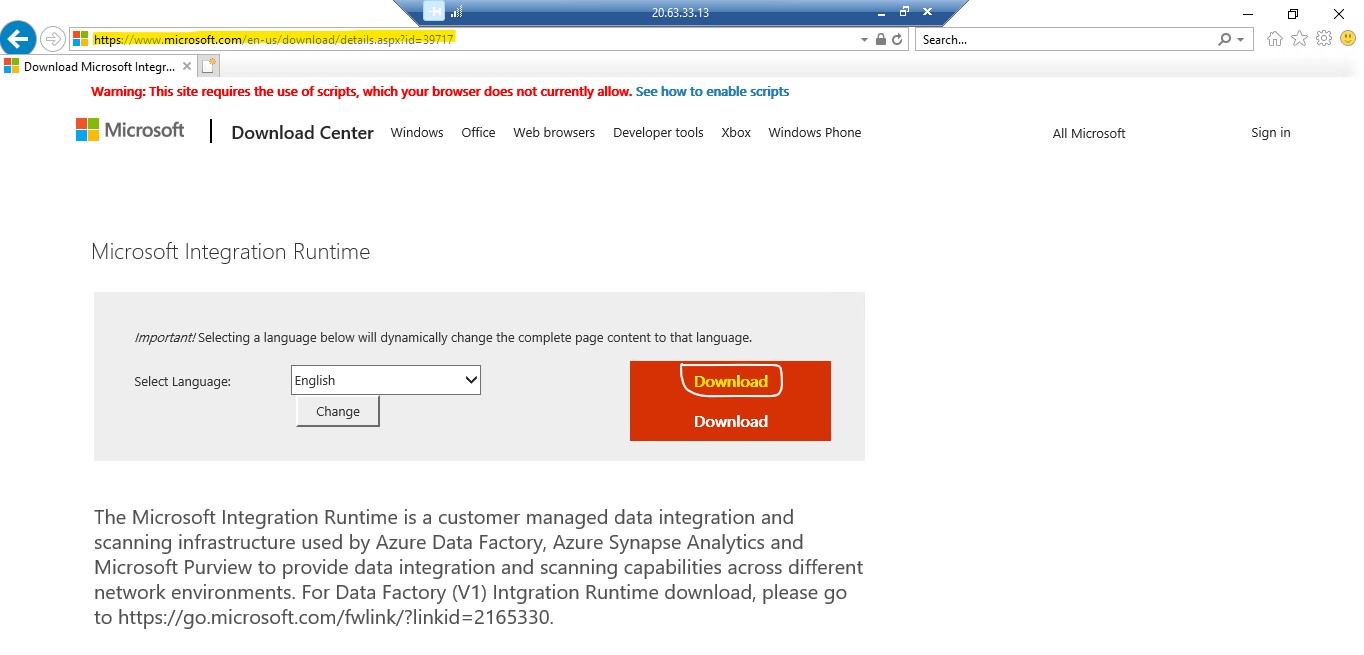 20.63.33.13
https://www.microsoft.com/en-us/download/details.aspx?id=39717
Search...
Download Microsoft Integr...
Warning: This site requires the use of scripts, which your browser does not currently allow. See how to enable scripts
Microsoft
Download Center
Windows
Office
Web browsers
Developer tools
Xbox
Windows Phone
All Microsoft
Sign in
Microsoft Integration Runtime
Important! Selecting a language below will dynamically change the complete page content to that language.
Select Language:
English
Download
Change
Download
The Microsoft Integration Runtime is a customer managed data integration and
scanning infrastructure used by Azure Data Factory, Azure Synapse Analytics and
Microsoft Purview to provide data integration and scanning capabilities across different
network environments. For Data Factory (V1) Intgration Runtime download, please go
to https://go.microsoft.com/fwlink/?linkid=2165330.